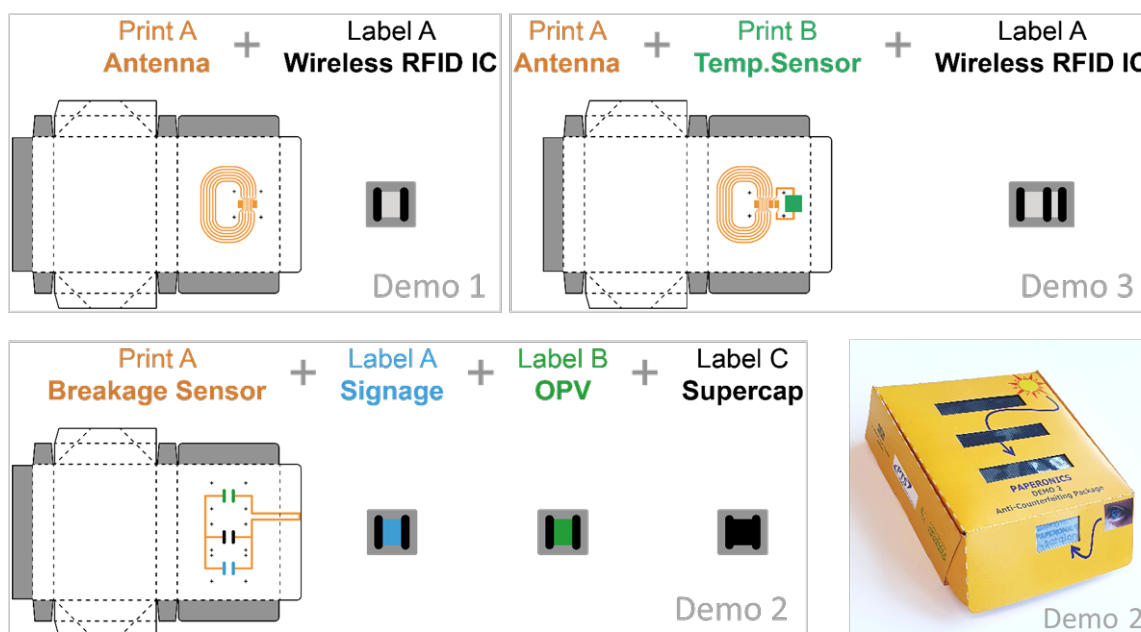 Print A + Label A
Antenna Wireless RFID IC
Demo 1
Print A + Print B + Label A
Antenna Temp.Sensor Wireless RFID IC
Demo 3
Print A + Label A + Label B + Label C
Breakage Sensor Signage OPV Supercap
Demo 2
PAPERONICS
DEMO 2
Anti-Counterfeiting Package
PTS
Demo 2